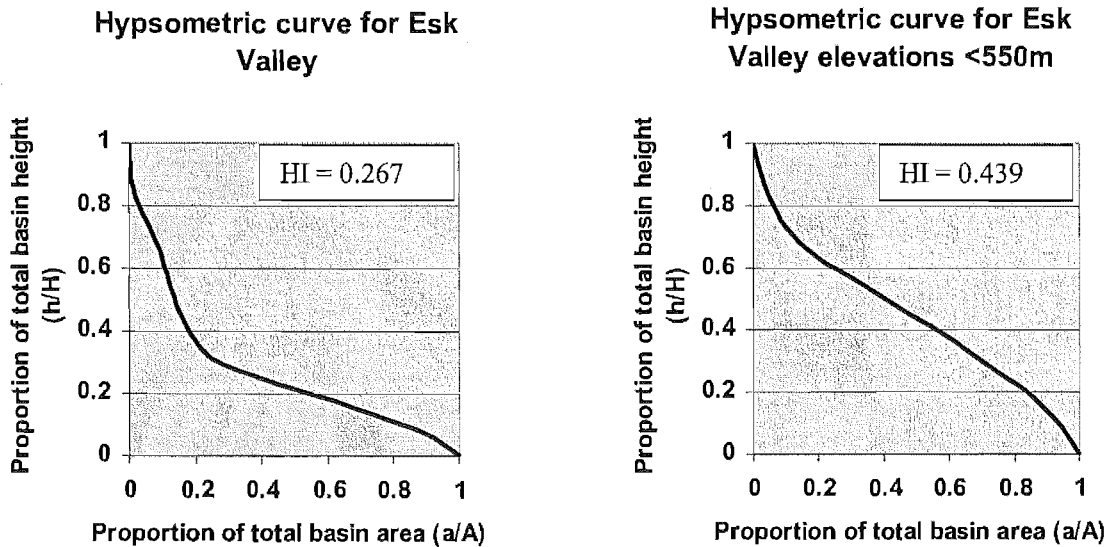 Hypsometric curve for Esk
Valley
HI = 0.267
Proportion of total basin height
(h/H)
1
0.8
0.6
0.4
0.2
0
0 0.2 0.4 0.6 0.8 1
Proportion of total basin area (a/A)
Hypsometric curve for Esk
Valley elevations <550m
HI = 0.439
Proportion of total basin height
(h/H)
1
0.8
0.6
0.4
0.2
0
0 0.2 0.4 0.6 0.8 1
Proportion of total basin area (a/A)